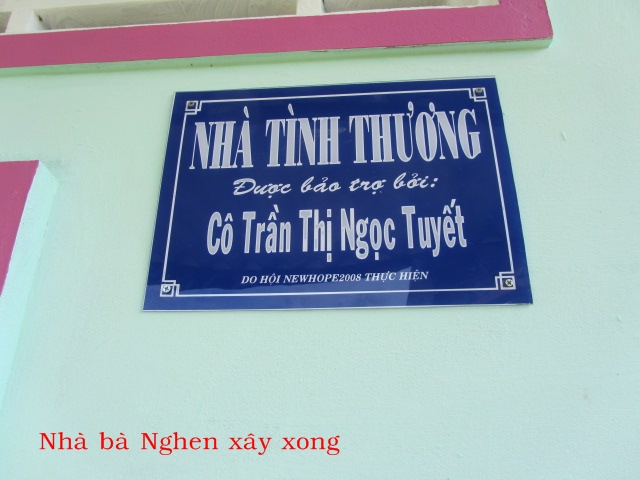 NHÀ TÌNH THƯƠNG
Được bảo trợ bởi:
Cô Trần Thị Ngọc Tuyết
DO HỘI NEWHOPE2008 THỰC HIỆN
Nhà bà Nghen xây xong